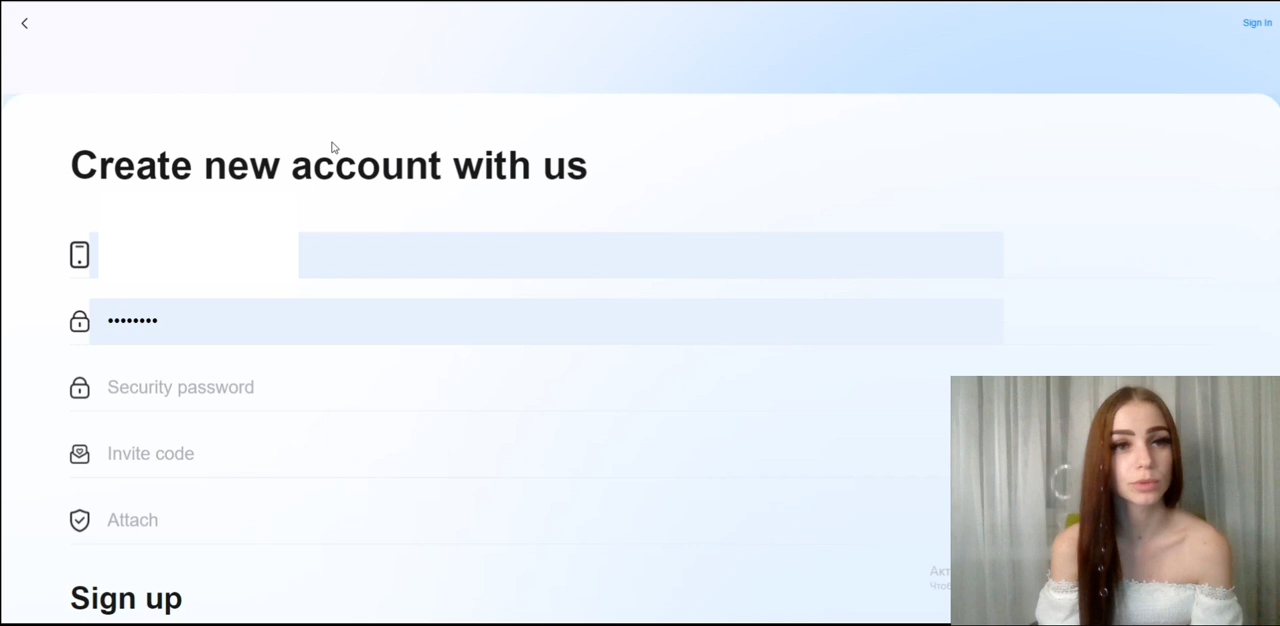 Sign In
Create new account with us
••••••••
Security password
Invite code
Attach
Sign up